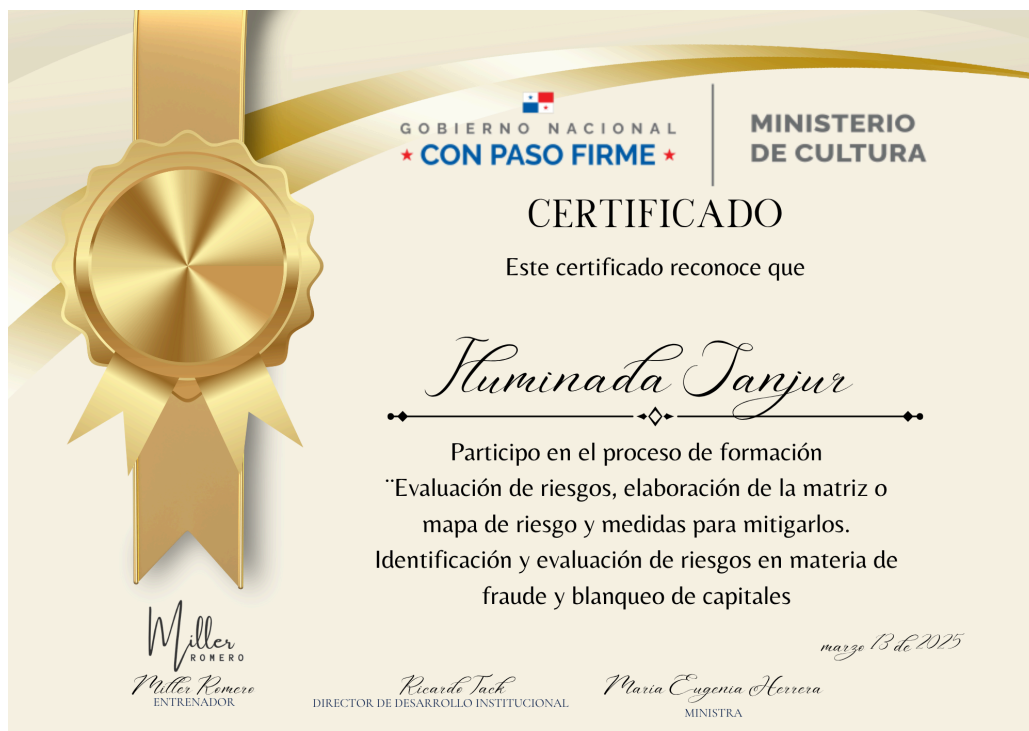 GOBIERNO NACIONAL
CON PASO FIRME
MINISTERIO
DE CULTURA
CERTIFICADO
Este certificado reconoce que
Iluminada Sanjur
Participo en el proceso de formación
¨Evaluación de riesgos, elaboración de la matriz o
mapa de riesgo y medidas para mitigarlos.
Identificación y evaluación de riesgos en materia de
fraude y blanqueo de capitales
marzo 13 de 2025
Miller
ROMERO
Miller Romero
ENTRENADOR
Ricardo Tack
DIRECTOR DE DESARROLLO INSTITUCIONAL
Maria Eugenia Herrera
MINISTRA